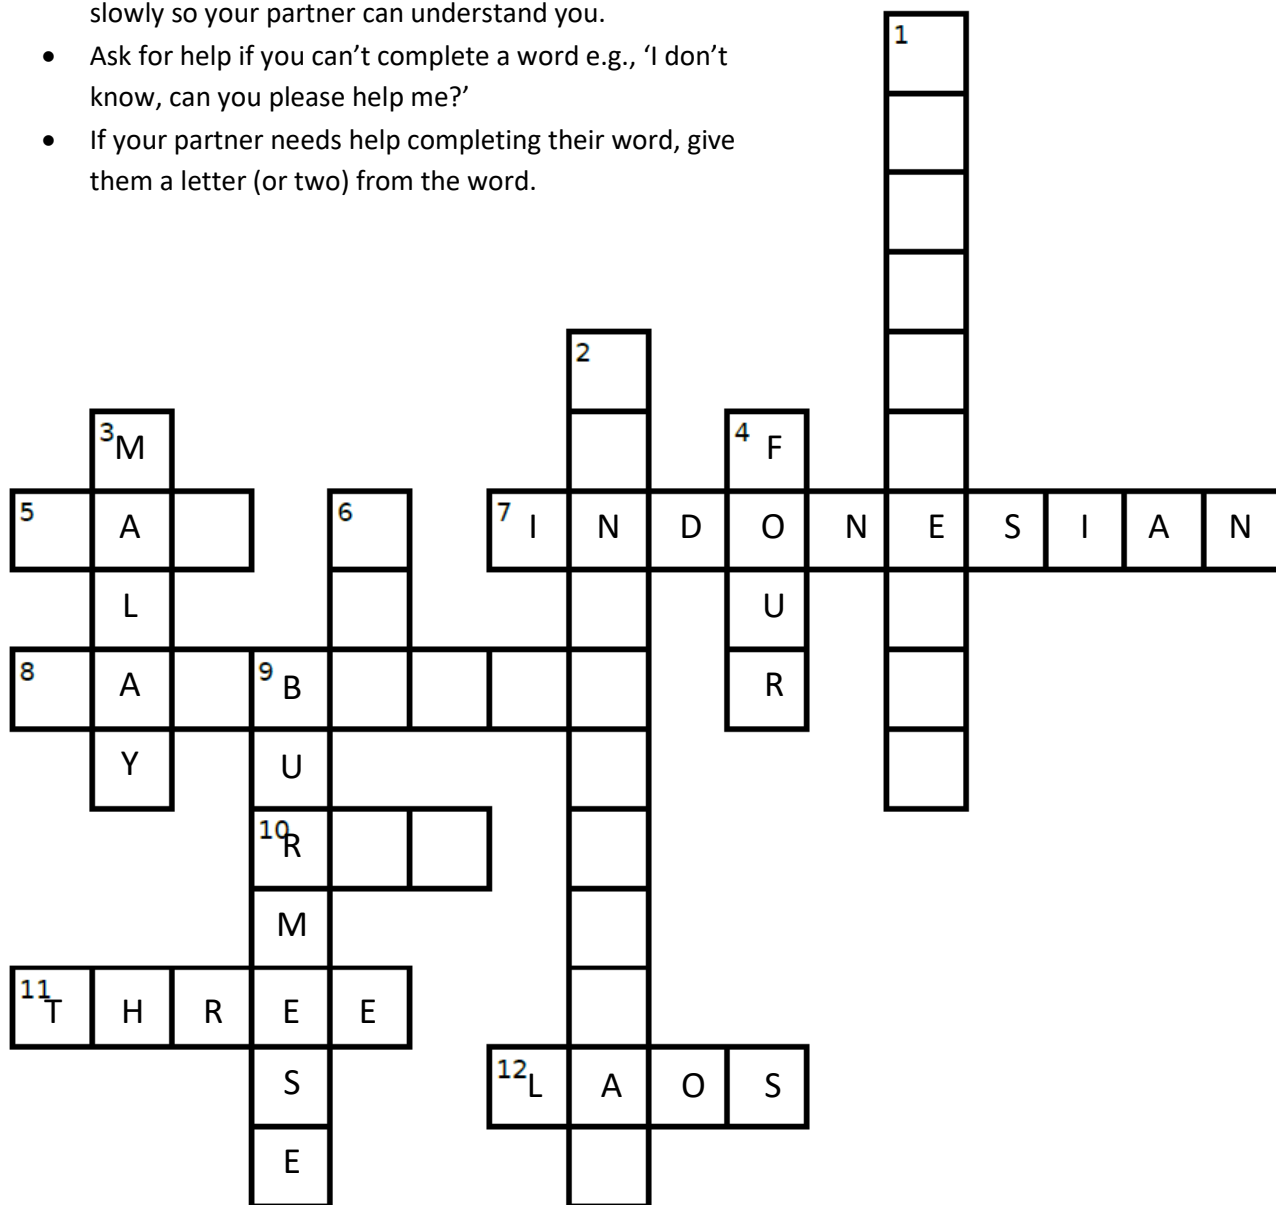 slowly so your partner can understand you.
• Ask for help if you can’t complete a word e.g., ‘I don’t
know, can you please help me?’
• If your partner needs help completing their word, give
them a letter (or two) from the word.
1
2
3 M 4 F
5 A 6 7 I N D O N E S I A N
L U
8 A 9 B R
Y U
10 R
M
11 T H R E E
S 12 L A O S
E